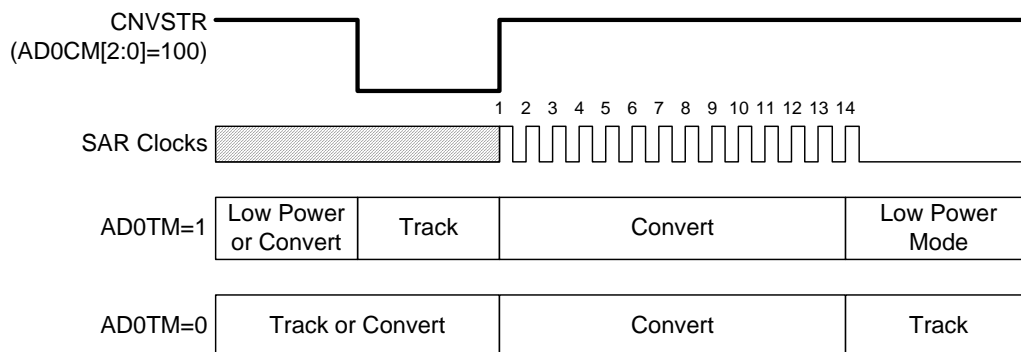 CNVSTR
(AD0CM[2:0]=100)
1 2 3 4 5 6 7 8 9 10 11 12 13 14
SAR Clocks
AD0TM=1
Low Power
or Convert
Track
Convert
Low Power
Mode
AD0TM=0
Track or Convert
Convert
Track